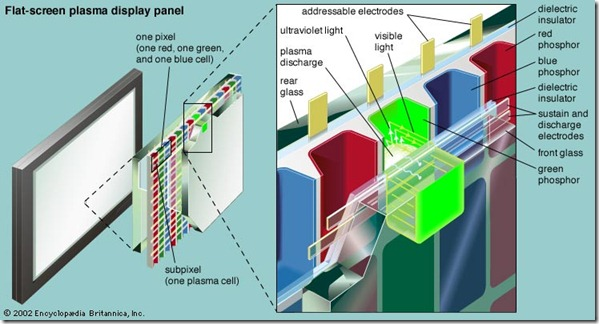 Flat-screen plasma display panel
one pixel
(one red, one green,
and one blue cell)
subpixel
(one plasma cell)
addressable electrodes
ultraviolet light
visible
light
plasma
discharge
rear
glass
dielectric
insulator
red
phosphor
blue
phosphor
dielectric
insulator
sustain and
discharge
electrodes
front glass
green
phosphor
© 2002 Encyclopædia Britannica, Inc.